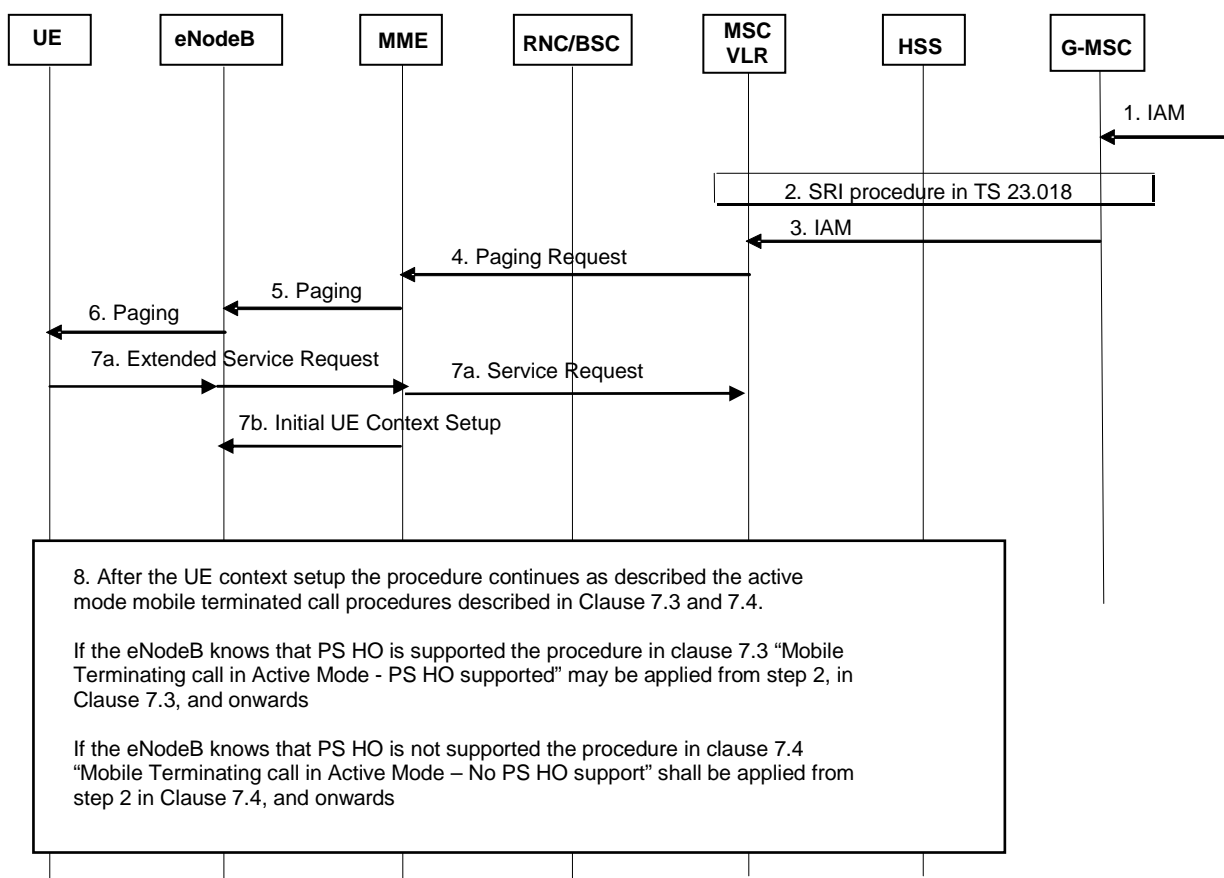 UE
eNodeB
MME
RNC/BSC
MSC
VLR
HSS
G-MSC
1. IAM
2. SRI procedure in TS 23.018
3. IAM
4. Paging Request
5. Paging
6. Paging
7a. Extended Service Request
7a. Service Request
7b. Initial UE Context Setup
8. After the UE context setup the procedure continues as described the active
mode mobile terminated call procedures described in Clause 7.3 and 7.4.
If the eNodeB knows that PS HO is supported the procedure in clause 7.3 “Mobile
Terminating call in Active Mode - PS HO supported” may be applied from step 2, in
Clause 7.3, and onwards
If the eNodeB knows that PS HO is not supported the procedure in clause 7.4
“Mobile Terminating call in Active Mode – No PS HO support” shall be applied from
step 2 in Clause 7.4, and onwards